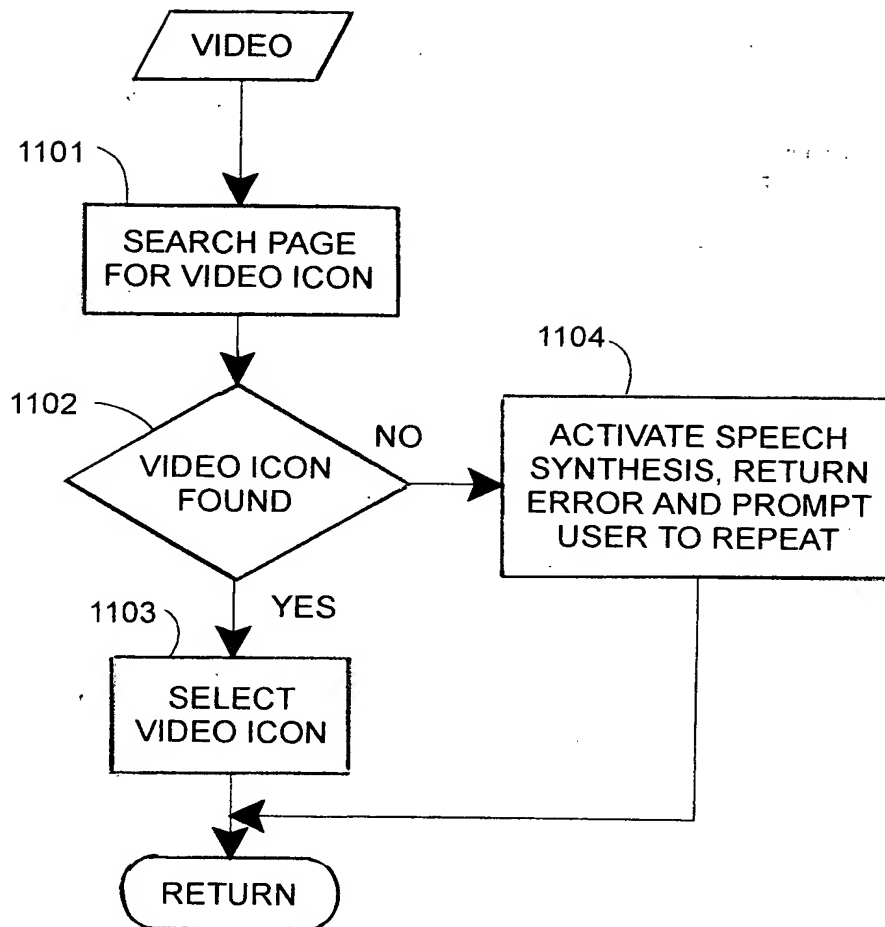 VIDEO
1101
SEARCH PAGE
FOR VIDEO ICON
1102
VIDEO ICON
FOUND
NO
1104
ACTIVATE SPEECH
SYNTHESIS, RETURN
ERROR AND PROMPT
USER TO REPEAT
YES
1103
SELECT
VIDEO ICON
RETURN